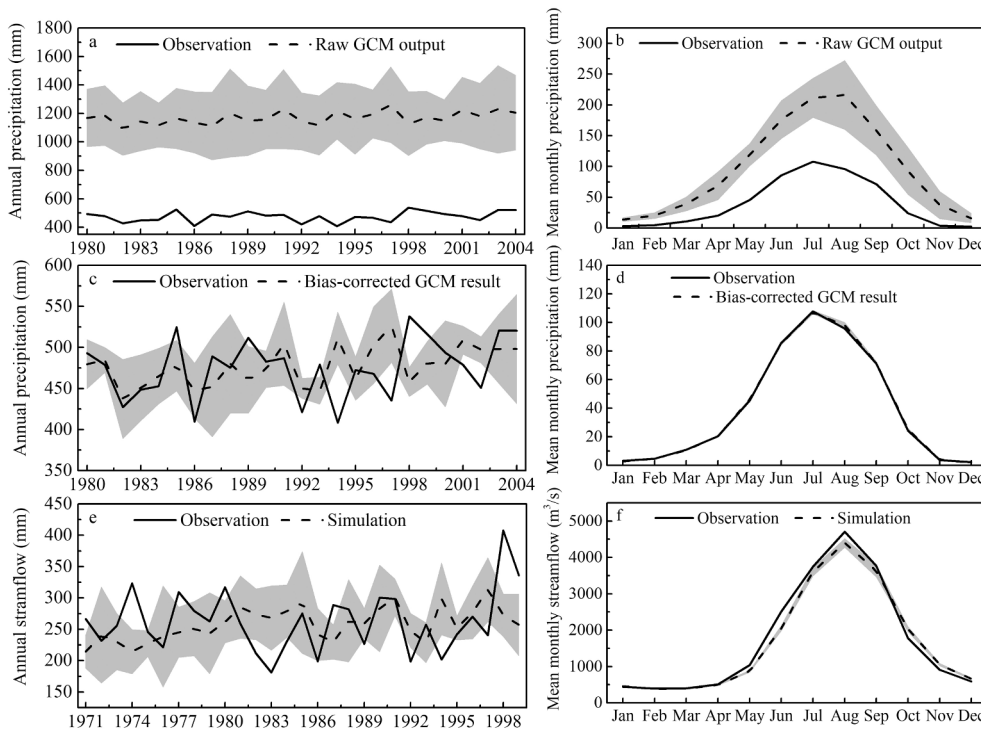 a
Observation
Raw GCM output
Annual precipitation (mm)
1800
1600
1400
1200
1000
800
600
400
1980 1983 1986 1989 1992 1995 1998 2001 2004
b
Observation
Raw GCM output
Mean monthly precipitation (mm)
300
250
200
150
100
50
0
Jan Feb Mar Apr May Jun Jul Aug Sep Oct Nov Dec
c
Observation
Bias-corrected GCM result
Annual precipitation (mm)
600
550
500
450
400
350
1980 1983 1986 1989 1992 1995 1998 2001 2004
d
Observation
Bias-corrected GCM result
Mean monthly precipitation (mm)
140
120
100
80
60
40
20
0
Jan Feb Mar Apr May Jun Jul Aug Sep Oct Nov Dec
e
Observation
Simulation
Annual stramflow (mm)
450
400
350
300
250
200
150
1971 1974 1977 1980 1983 1986 1989 1992 1995 1998
f
Observation
Simulation
Mean monthly streamflow (m³/s)
5000
4000
3000
2000
1000
0
Jan Feb Mar Apr May Jun Jul Aug Sep Oct Nov Dec